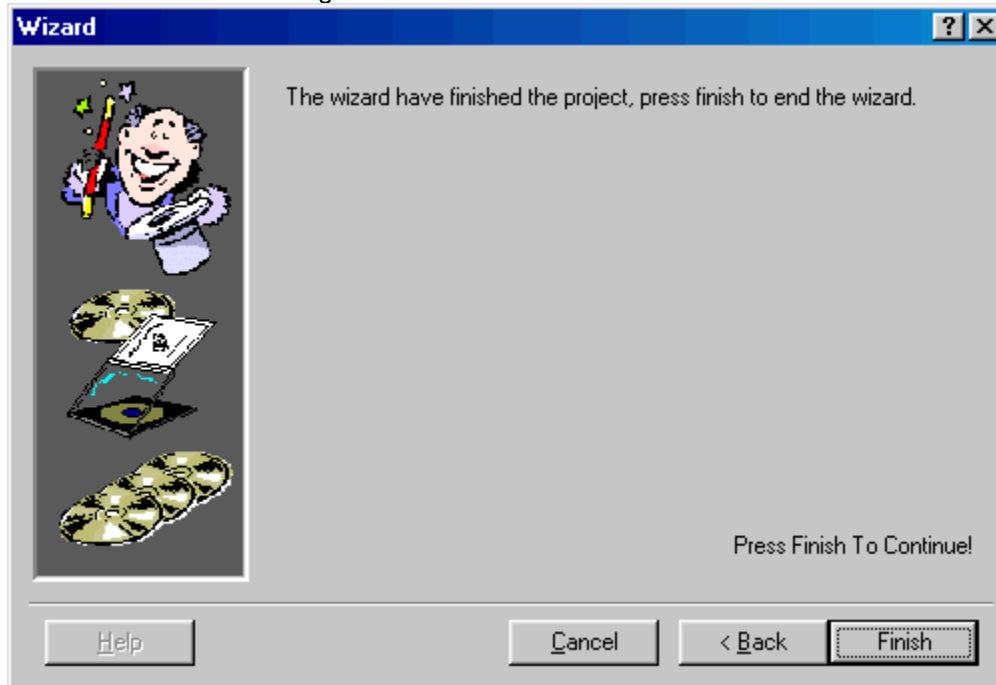 Wizard
The wizard have finished the project, press finish to end the wizard.
Press Finish To Continue!
Help
Cancel
< Back
Finish